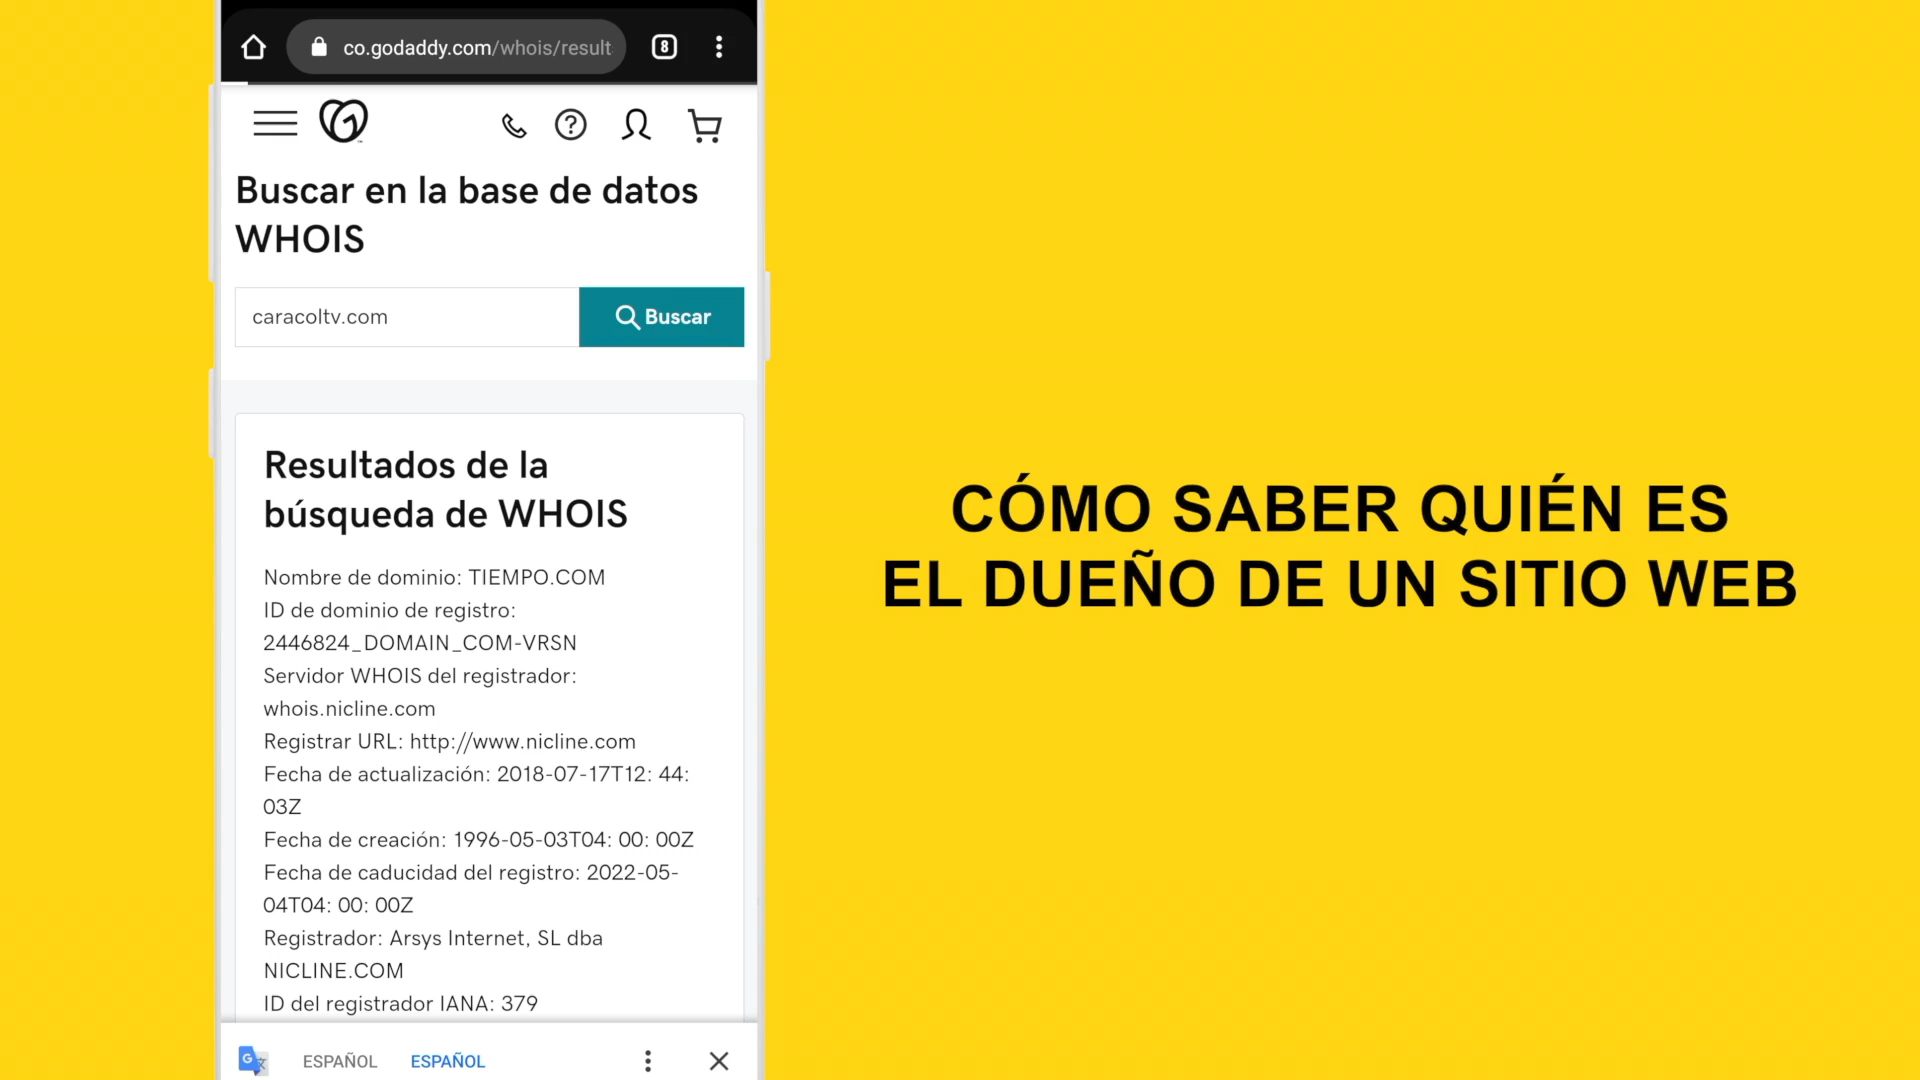 co.godaddy.com/whois/result
8
Buscar en la base de datos
WHOIS
caracoltv.com
Buscar
Resultados de la
búsqueda de WHOIS
Nombre de dominio: TIEMPO.COM
ID de dominio de registro:
2446824_DOMAIN_COM-VRSN
Servidor WHOIS del registrador:
whois.nicline.com
Registrar URL: http://www.nicline.com
Fecha de actualización: 2018-07-17T12: 44:
03Z
Fecha de creación: 1996-05-03T04: 00: 00Z
Fecha de caducidad del registro: 2022-05-
04T04: 00: 00Z
Registrador: Arsys Internet, SL dba
NICLINE.COM
ID del registrador IANA: 379
ESPAÑOL
ESPAÑOL
CÓMO SABER QUIÉN ES
EL DUEÑO DE UN SITIO WEB